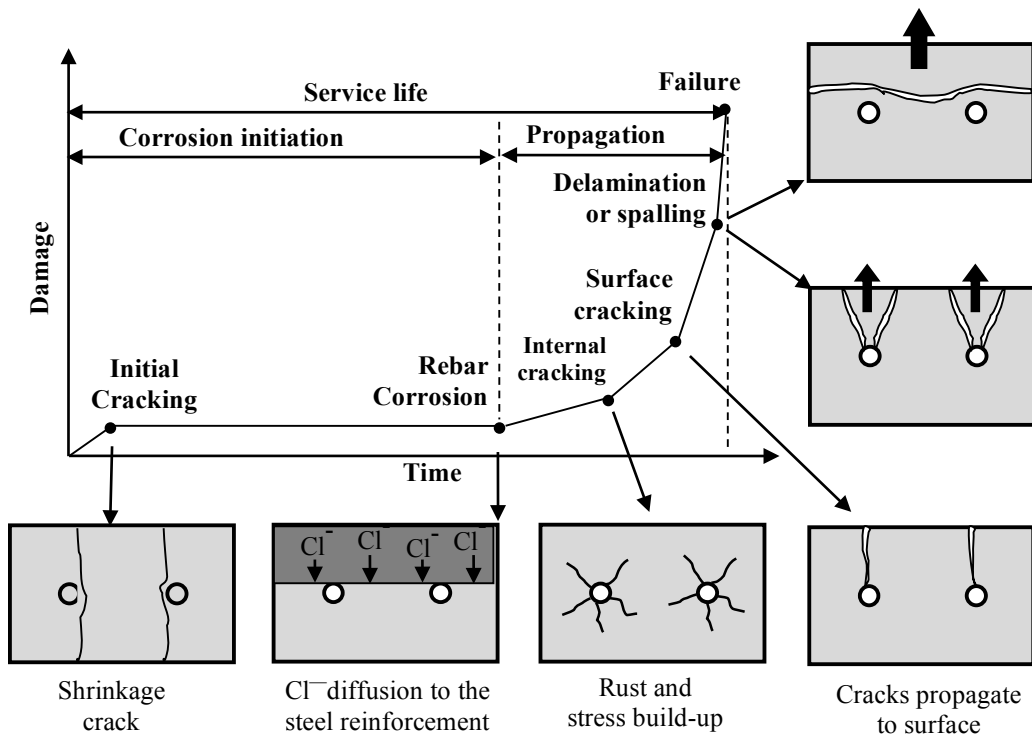 Failure
Service life
Corrosion initiation
Propagation
Delamination
or spalling
Damage
Surface
cracking
Internal
cracking
Initial
Cracking
Rebar
Corrosion
Time
Cl⁻
Cl⁻
Cl⁻
Cl⁻
Shrinkage
crack
Cl⁻ diffusion to the
steel reinforcement
Rust and
stress build-up
Cracks propagate
to surface